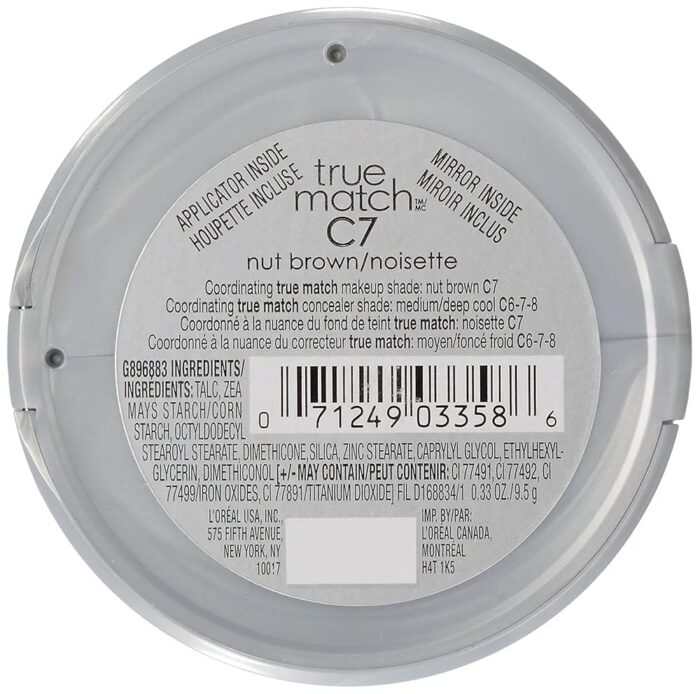 APPLICATOR INSIDE
HOUPETTE INCLUSE
true
match TM/MC
MIRROR INSIDE
MIROIR INCLUS
C7
nut brown/noisette
Coordinating true match makeup shade: nut brown C7
Coordinating true match concealer shade: medium/deep cool C6-7-8
Coordonné à la nuance du fond de teint true match: noisette C7
Coordonné à la nuance du correcteur true match: moyen/foncé froid C6-7-8
G896883 INGREDIENTS/
INGRÉDIENTS: TALC, ZEA
MAYS STARCH/CORN
STARCH, OCTYLDODECYL
STEAROYL STEARATE, DIMETHICONE, SILICA, ZINC STEARATE, CAPRYLYL GLYCOL, ETHYLHEXYL-
GLYCERIN, DIMETHICONOL [+/-MAY CONTAIN/PEUT CONTENIR: CI 77491, CI 77492, CI
77499/IRON OXIDES, CI 77891/TITANIUM DIOXIDE] FIL D168834/1 0.33 OZ./9.5 g
0 71249 03358 6
L'ORÉAL USA, INC.
575 FIFTH AVENUE,
NEW YORK, NY
10017
IMP. BY/PAR:
L'ORÉAL CANADA,
MONTRÉAL
H4T 1K5